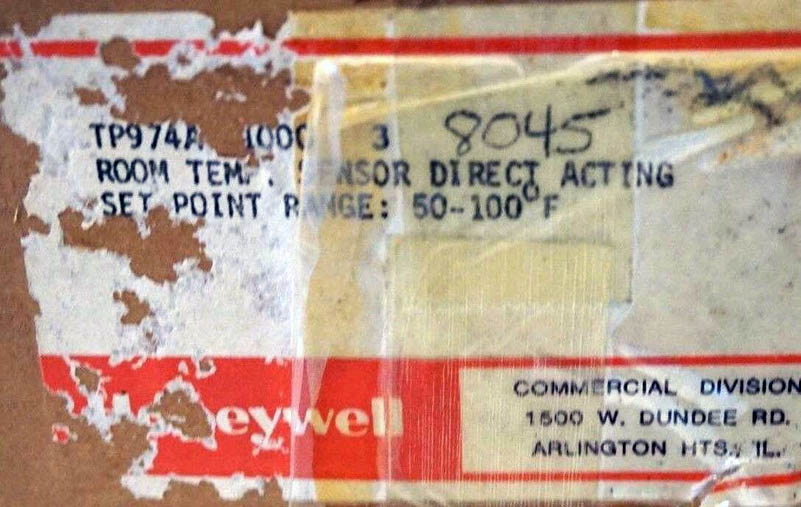 TP974A 1000 3 8045
ROOM TEMP. SENSOR DIRECT ACTING
SET POINT RANGE: 50-100°F
Honeywell
COMMERCIAL DIVISION
1500 W. DUNDEE RD.
ARLINGTON HTS., IL.